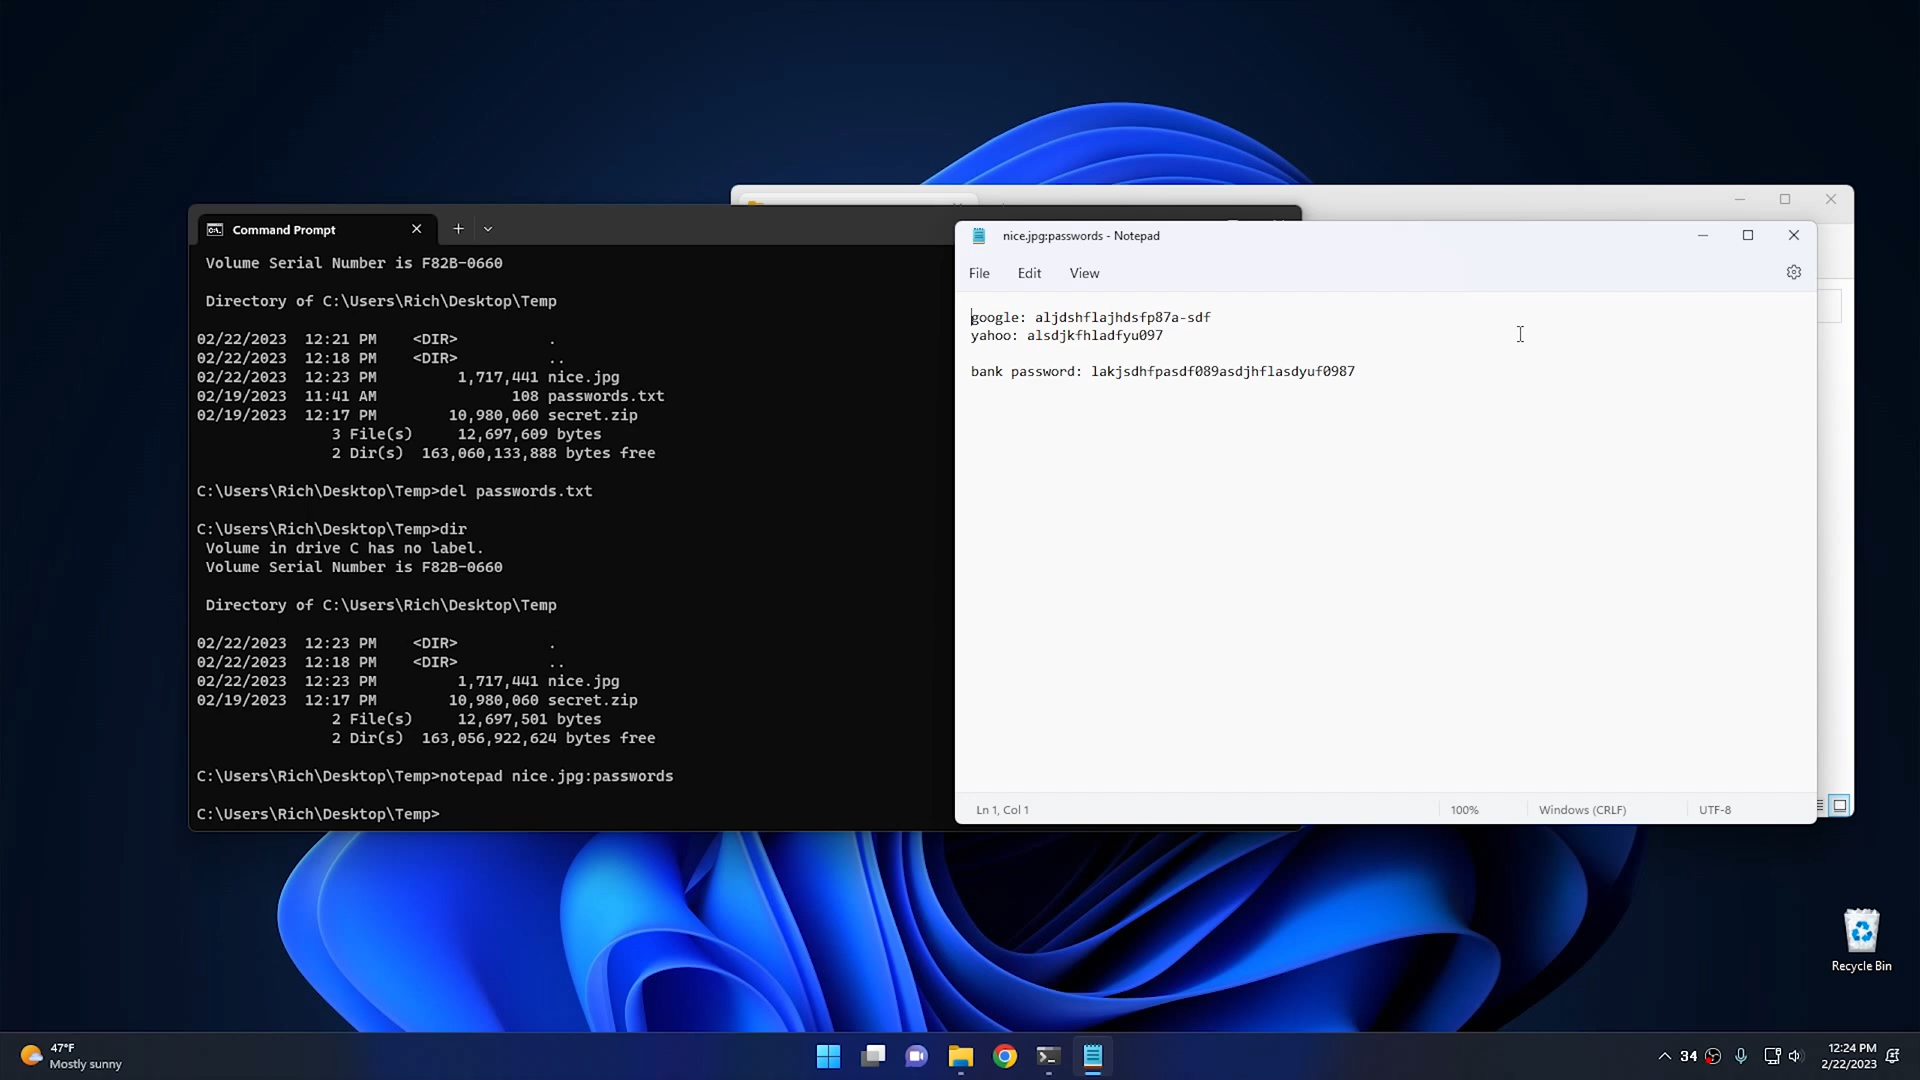 Command Prompt
Volume Serial Number is F82B-0660
Directory of C:\Users\Rich\Desktop\Temp
02/22/2023  12:21 PM    <DIR>          .
02/22/2023  12:18 PM    <DIR>          ..
02/22/2023  12:23 PM         1,717,441 nice.jpg
02/19/2023  11:41 AM               108 passwords.txt
02/19/2023  12:17 PM        10,980,060 secret.zip
3 File(s)     12,697,609 bytes
2 Dir(s)  163,060,133,888 bytes free
C:\Users\Rich\Desktop\Temp>del passwords.txt
C:\Users\Rich\Desktop\Temp>dir
Volume in drive C has no label.
Volume Serial Number is F82B-0660
Directory of C:\Users\Rich\Desktop\Temp
02/22/2023  12:23 PM    <DIR>          .
02/22/2023  12:18 PM    <DIR>          ..
02/22/2023  12:23 PM         1,717,441 nice.jpg
02/19/2023  12:17 PM        10,980,060 secret.zip
2 File(s)     12,697,501 bytes
2 Dir(s)  163,056,922,624 bytes free
C:\Users\Rich\Desktop\Temp>notepad nice.jpg:passwords
C:\Users\Rich\Desktop\Temp>
nice.jpg:passwords - Notepad
File Edit View
google: aljdshflajhdsfp87a-sdf
yahoo: alsdjkfhladfyu097
bank password: lakjsdhfpasdf089asdjhflasdyuf0987
Ln 1, Col 1 100% Windows (CRLF) UTF-8
Recycle Bin
47°F
Mostly sunny
34
12:24 PM
2/22/2023